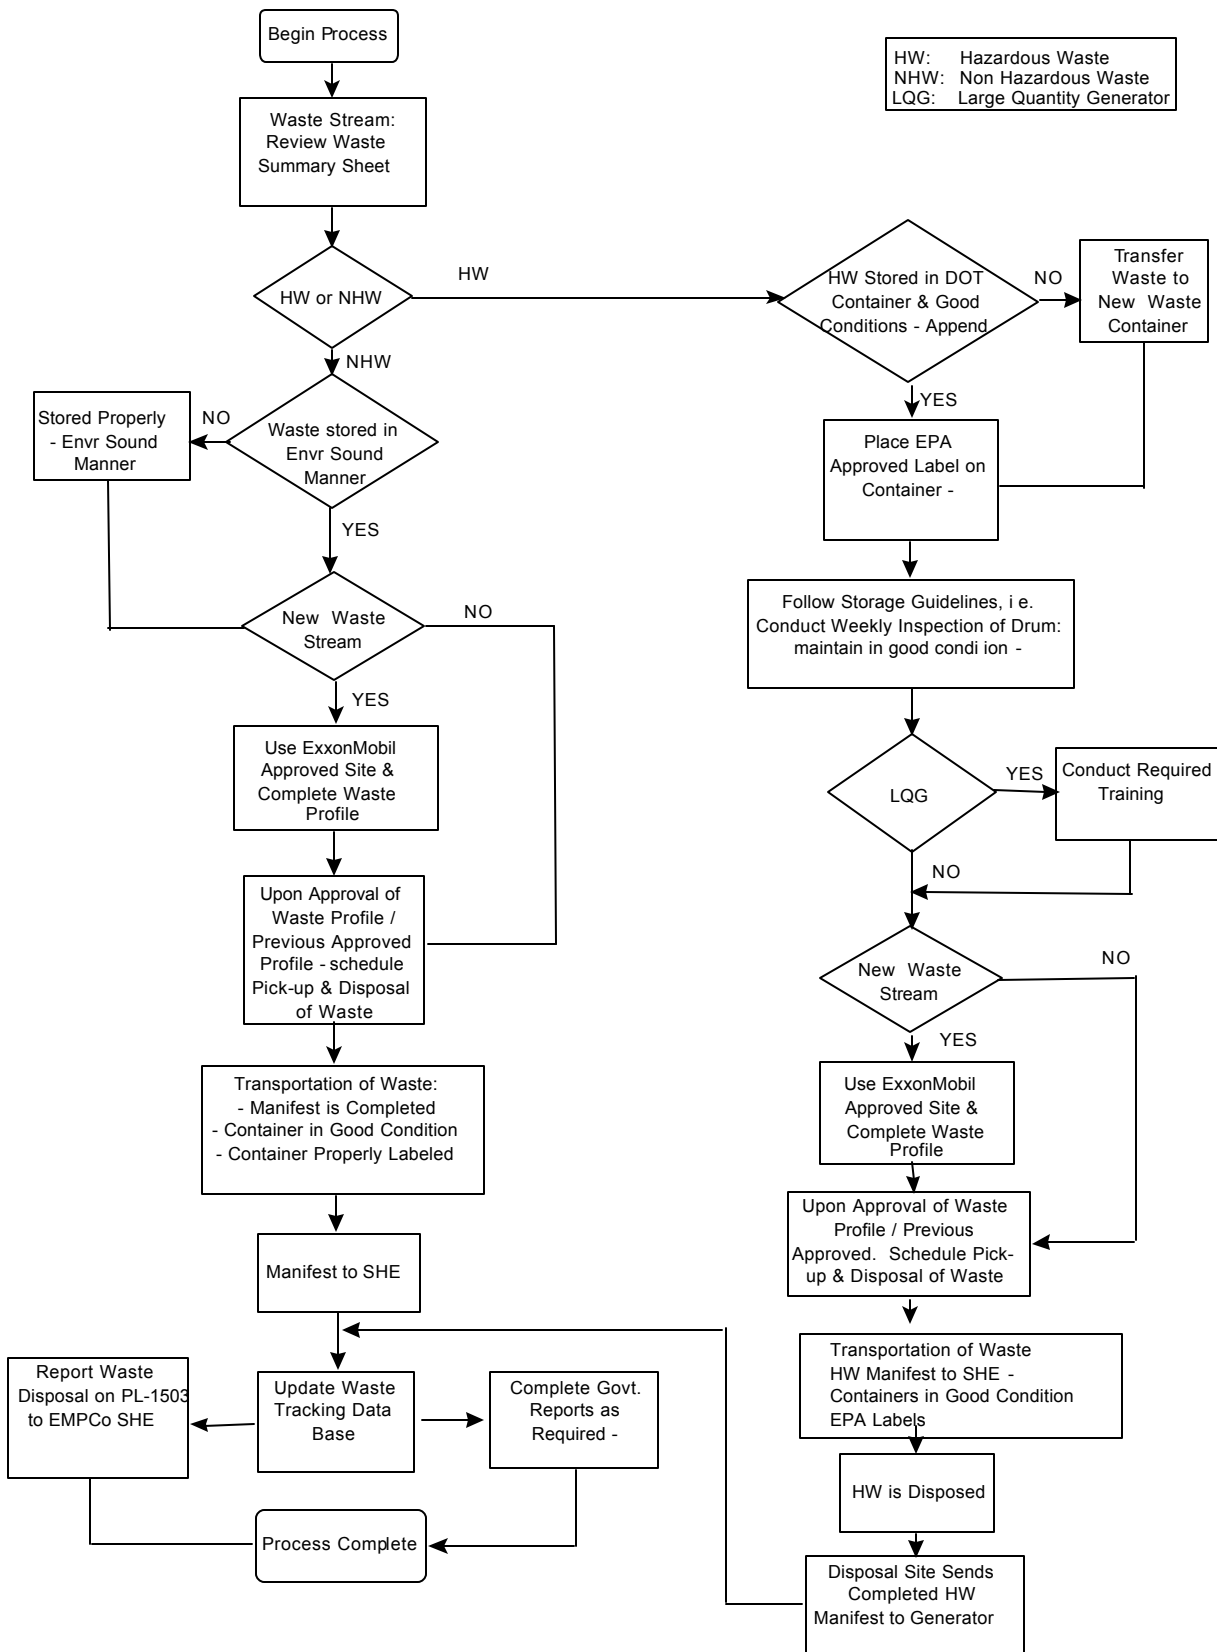 Begin Process
HW: Hazardous Waste
NHW: Non Hazardous Waste
LQG: Large Quantity Generator
Waste Stream:
Review Waste
Summary Sheet
HW or NHW
HW
NHW
HW Stored in DOT
Container & Good
Conditions - Append
NO
Transfer
Waste to
New Waste
Container
YES
Stored Properly
- Envr Sound
Manner
NO
Waste stored in
Envr Sound
Manner
YES
Place EPA
Approved Label on
Container -
New Waste
Stream
NO
YES
Follow Storage Guidelines, i e.
Conduct Weekly Inspection of Drum:
maintain in good condi ion -
Use ExxonMobil
Approved Site &
Complete Waste
Profile
LQG
YES
Conduct Required
Training
NO
Upon Approval of
Waste Profile /
Previous Approved
Profile - schedule
Pick-up & Disposal
of Waste
New Waste
Stream
NO
YES
Transportation of Waste:
- Manifest is Completed
- Container in Good Condition
- Container Properly Labeled
Use ExxonMobil
Approved Site &
Complete Waste
Profile
Manifest to SHE
Upon Approval of Waste
Profile / Previous
Approved. Schedule Pick-
up & Disposal of Waste
Report Waste
Disposal on PL-1503
to EMPCo SHE
Update Waste
Tracking Data
Base
Complete Govt.
Reports as
Required -
Transportation of Waste
HW Manifest to SHE -
Containers in Good Condition
EPA Labels
HW is Disposed
Process Complete
Disposal Site Sends
Completed HW
Manifest to Generator